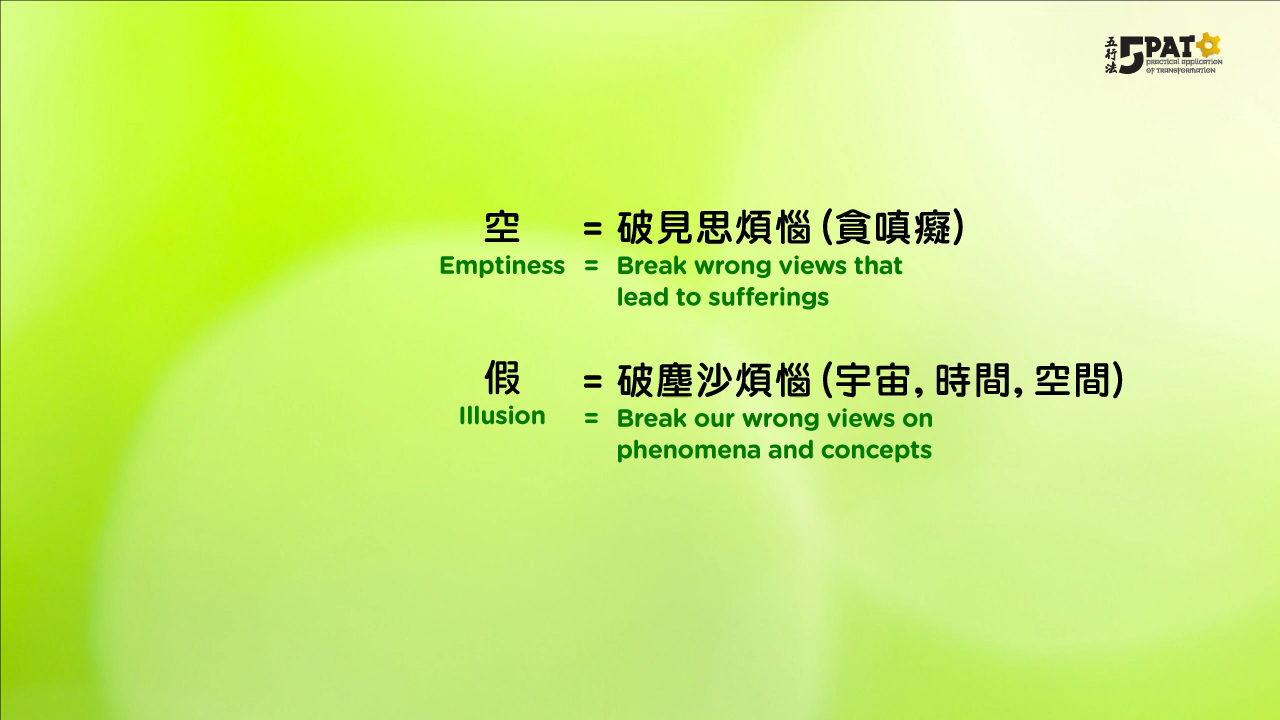 五行法 5PAT
PRACTICAL APPLICATION
OF TRANSFORMATION
空 = 破見思煩惱 (貪嗔癡)
Emptiness = Break wrong views that
lead to sufferings
假 = 破塵沙煩惱 (宇宙, 時間, 空間)
Illusion = Break our wrong views on
phenomena and concepts